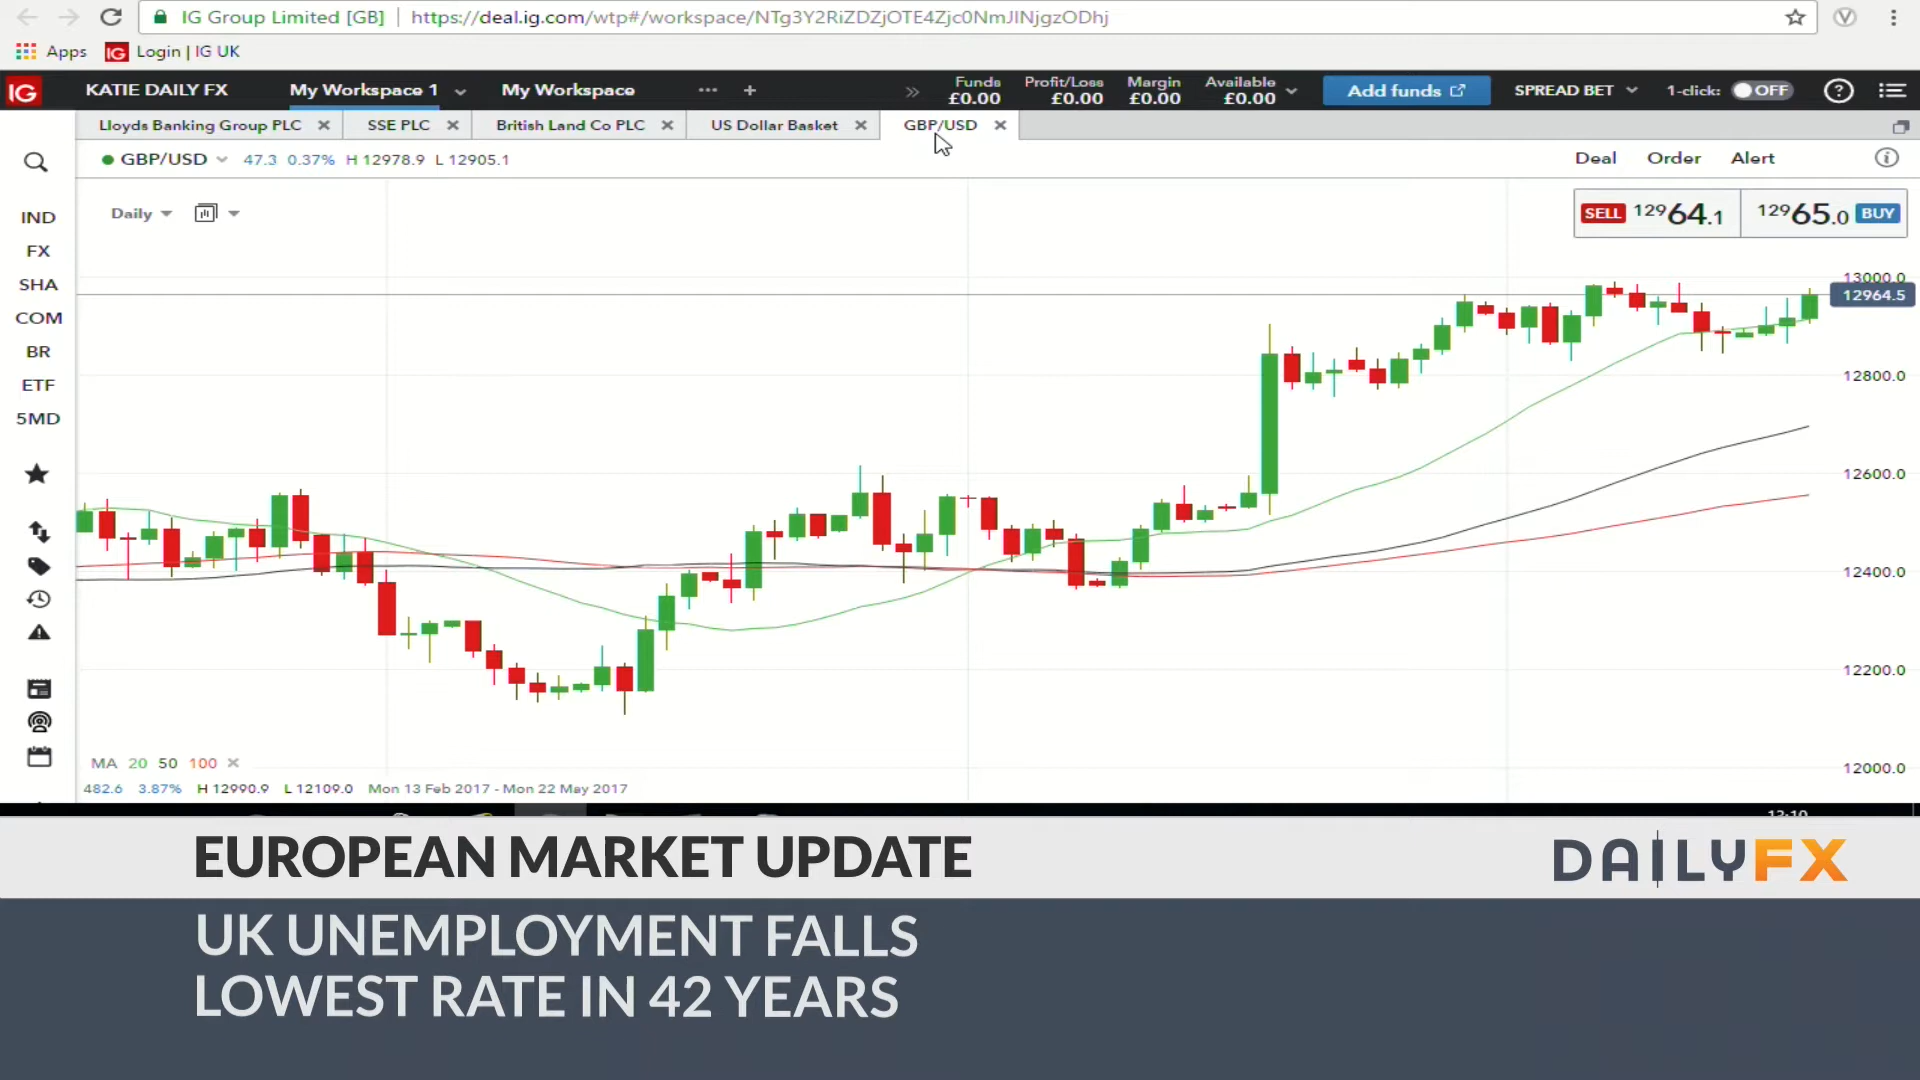 IG Group Limited [GB] | https://deal.ig.com/wtp#/workspace/NTg3Y2RiZDZjOTE4Zjc0NmJlNjgzODhj
Apps IG Login | IG UK
IG KATIE DAILY FX My Workspace 1 My Workspace ··· + » Funds £0.00 Profit/Loss £0.00 Margin £0.00 Available £0.00 Add funds SPREAD BET 1-click: OFF
Lloyds Banking Group PLC SSE PLC British Land Co PLC US Dollar Basket GBP/USD
GBP/USD 47.3 0.37% H 12978.9 L 12905.1 Deal Order Alert
Daily SELL 12964.1 12965.0 BUY
IND
FX
SHA
COM
BR
ETF
5MD
13000.0
12964.5
12800.0
12600.0
12400.0
12200.0
12000.0
MA 20 50 100
482.6 3.87% H 12990.9 L 12109.0 Mon 13 Feb 2017 - Mon 22 May 2017
EUROPEAN MARKET UPDATE
DAILYFX
UK UNEMPLOYMENT FALLS
LOWEST RATE IN 42 YEARS